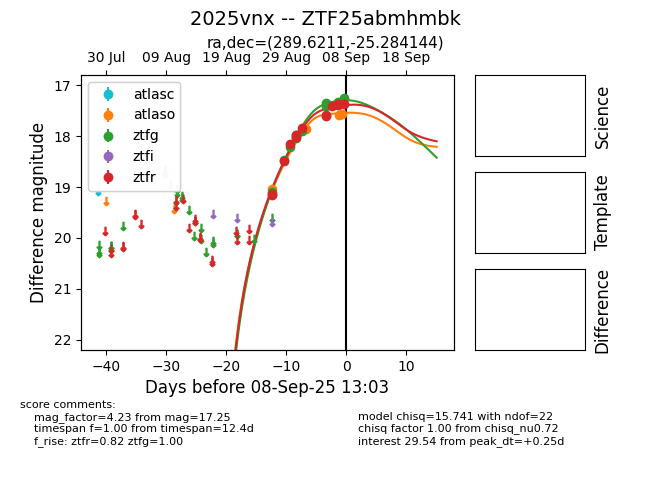 2025vnx -- ZTF25abmhmbk
ra,dec=(289.6211,-25.284144)
30 Jul 09 Aug 19 Aug 29 Aug 08 Sep 18 Sep
atlasc
atlaso
ztfg
ztfi
ztfr
17
18
19
20
21
22
Difference magnitude
−40 −30 −20 −10 0 10
Days before 08-Sep-25 13:03
Science
Template
Difference
score comments:
mag_factor=4.23 from mag=17.25
timespan f=1.00 from timespan=12.4d
f_rise: ztfr=0.82 ztfg=1.00
model chisq=15.741 with ndof=22
chisq factor 1.00 from chisq_nu0.72
interest 29.54 from peak_dt=+0.25d